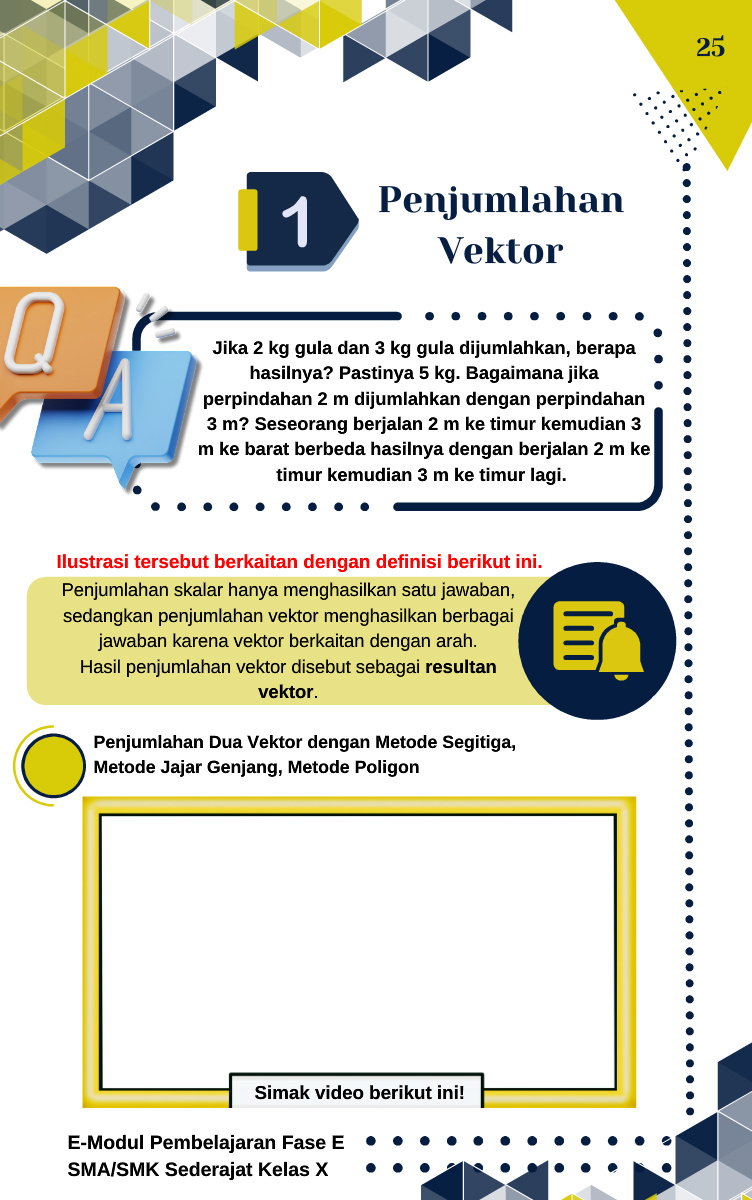 25
1
Penjumlahan
Vektor
Q
A
Jika 2 kg gula dan 3 kg gula dijumlahkan, berapa
hasilnya? Pastinya 5 kg. Bagaimana jika
perpindahan 2 m dijumlahkan dengan perpindahan
3 m? Seseorang berjalan 2 m ke timur kemudian 3
m ke barat berbeda hasilnya dengan berjalan 2 m ke
timur kemudian 3 m ke timur lagi.
Ilustrasi tersebut berkaitan dengan definisi berikut ini.
Penjumlahan skalar hanya menghasilkan satu jawaban,
sedangkan penjumlahan vektor menghasilkan berbagai
jawaban karena vektor berkaitan dengan arah.
Hasil penjumlahan vektor disebut sebagai resultan
vektor.
Penjumlahan Dua Vektor dengan Metode Segitiga,
Metode Jajar Genjang, Metode Poligon
Simak video berikut ini!
E-Modul Pembelajaran Fase E
SMA/SMK Sederajat Kelas X